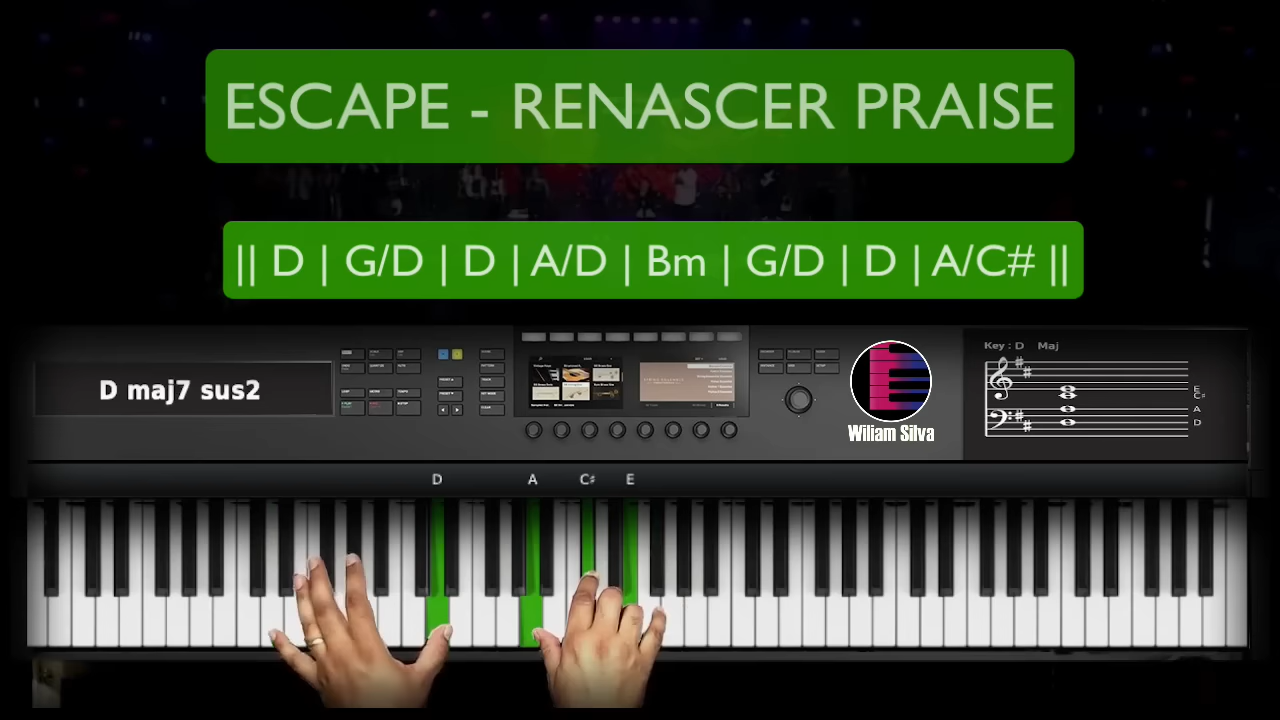 ESCAPE - RENASCER PRAISE
|| D | G/D | D | A/D | Bm | G/D | D | A/C# ||
D maj7 sus2
Wiliam Silva
Key : D Maj
E
C♯
A
D
D A C♯ E